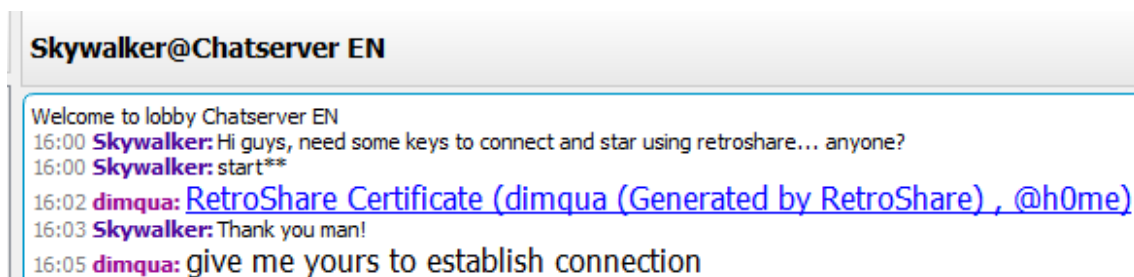 Skywalker@Chatserver EN
Welcome to lobby Chatserver EN
16:00 Skywalker: Hi guys, need some keys to connect and star using retroshare... anyone?
16:00 Skywalker: start**
16:02 dimqua: RetroShare Certificate (dimqua (Generated by RetroShare) , @h0me)
16:03 Skywalker: Thank you man!
16:05 dimqua: give me yours to establish connection